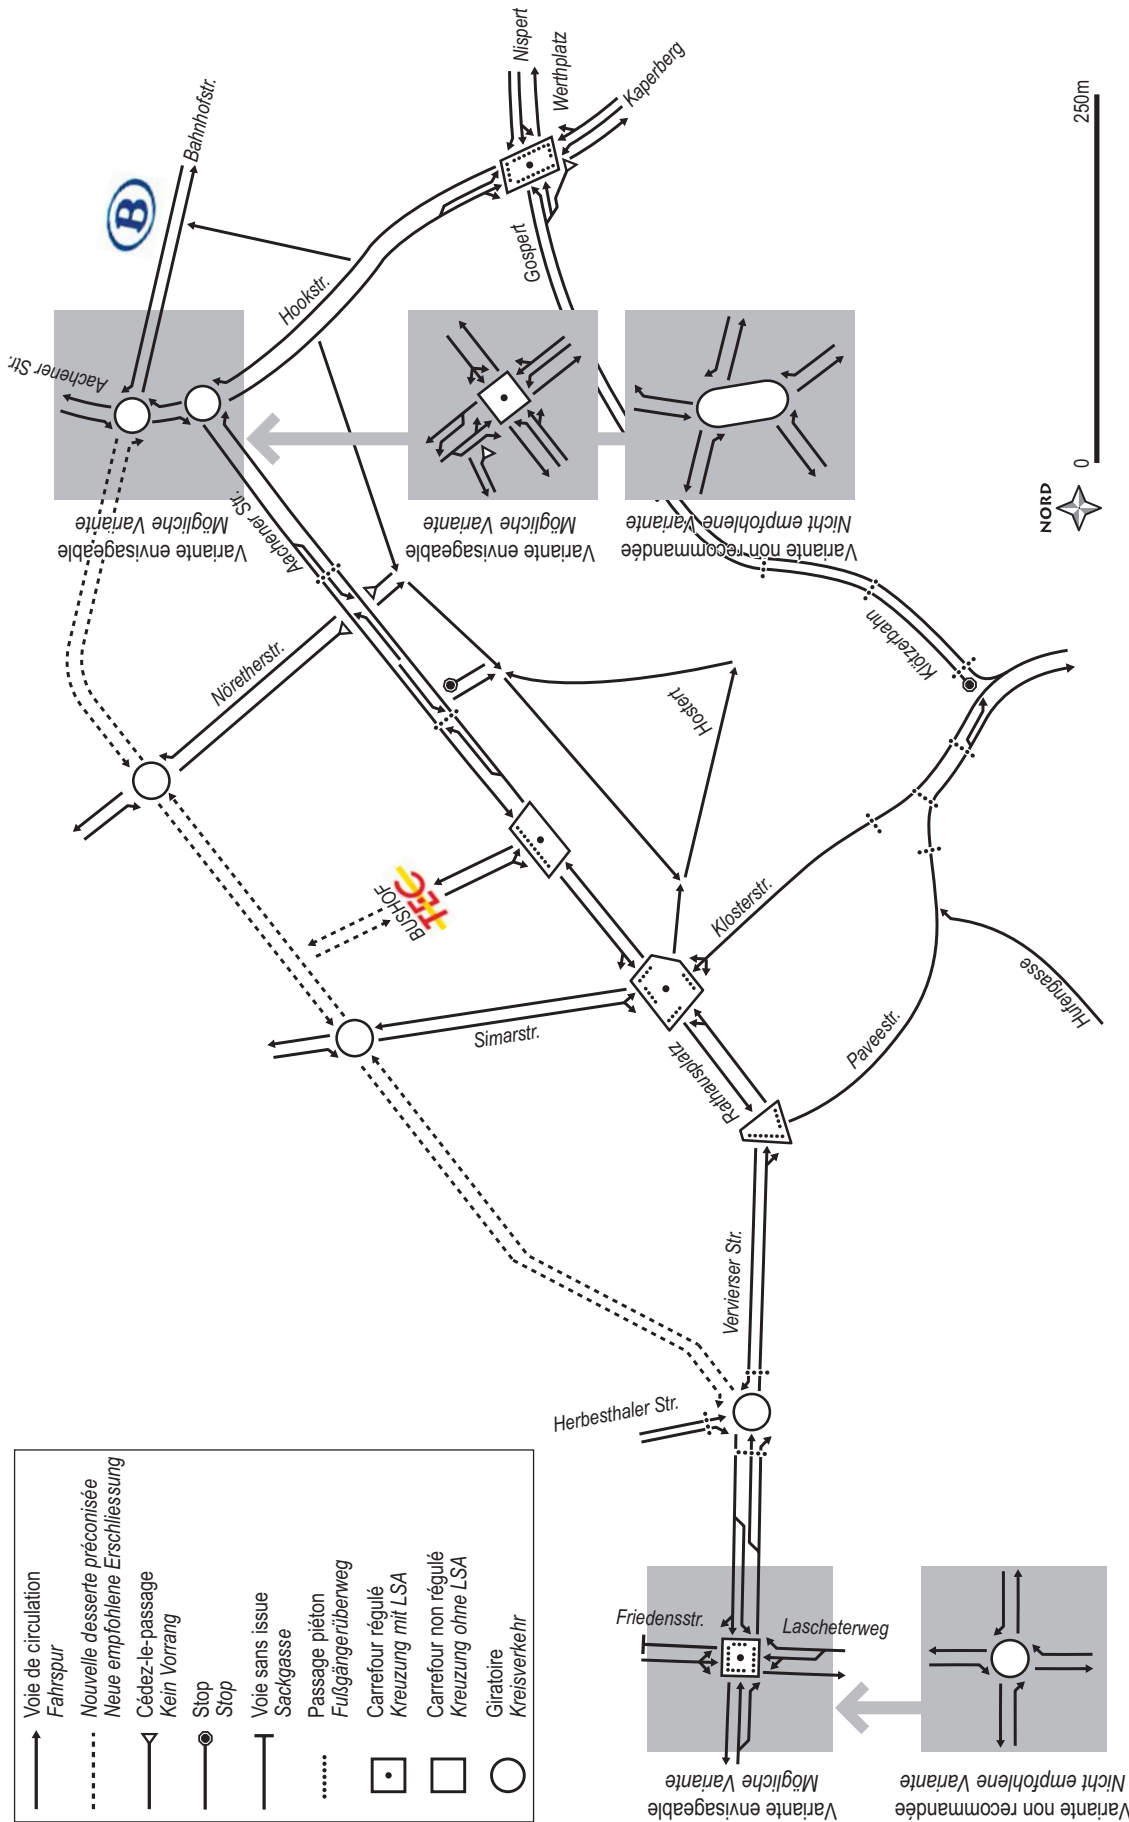 Voie de circulation
Fahrspur
Nouvelle desserte préconisée
Neue empfohlene Erschliessung
Cédez-le-passage
Kein Vorrang
Stop
Stop
Voie sans issue
Sackgasse
Passage piéton
Fußgängerüberweg
Carrefour régulé
Kreuzung mit LSA
Carrefour non régulé
Kreuzung ohne LSA
Giratoire
Kreisverkehr
Friedensstr.
Lascheterweg
Variante envisageable
Mögliche Variante
Variante non recommandée
Nicht empfohlene Variante
Herbesthaler Str.
Vervierser Str.
Rathausplatz
Paveestr.
Hufengasse
Simarstr.
Klosterstr.
BUSHOF
TEC
Hostert
Klötzerbahn
Nöretherstr.
Aachener Str.
Variante envisageable
Mögliche Variante
Variante envisageable
Mögliche Variante
Variante non recommandée
Nicht empfohlene Variante
Aachener Str.
Hookstr.
Gospert
Bahnhofstr.
B
Nispert
Werthplatz
Kaperberg
NORD
0
250m